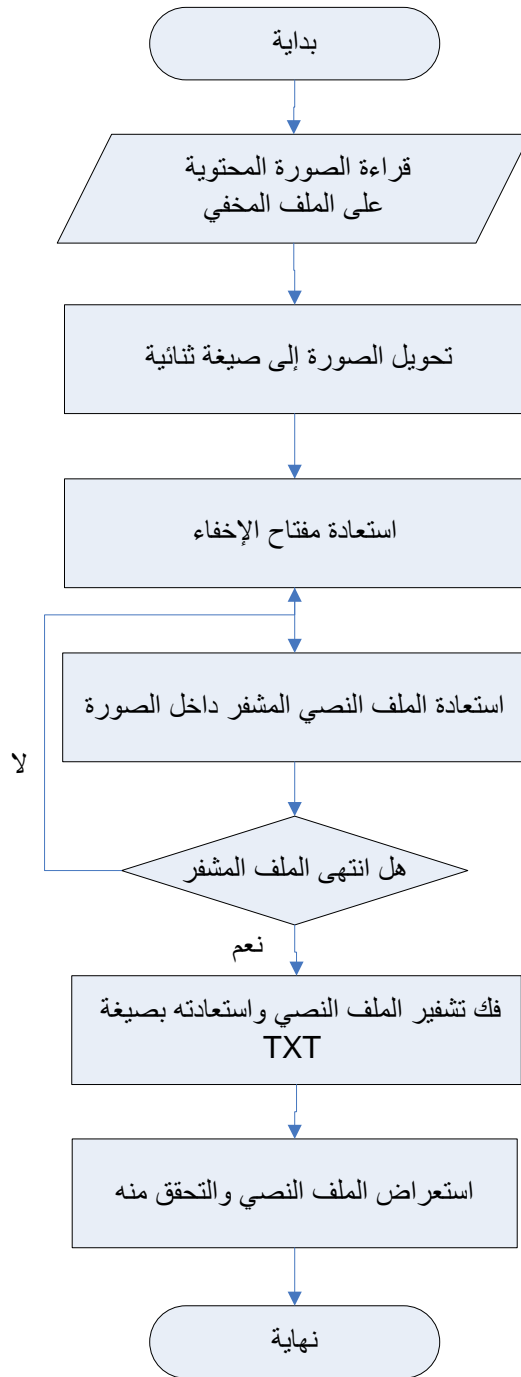 بداية
قراءة الصورة المحتوية
على الملف المخفي
تحويل الصورة إلى صيغة ثنائية
استعادة مفتاح الإخفاء
استعادة الملف النصي المشفر داخل الصورة
لا
هل انتهى الملف المشفر
نعم
فك تشفير الملف النصي واستعادته بصيغة
TXT
استعراض الملف النصي والتحقق منه
نهاية